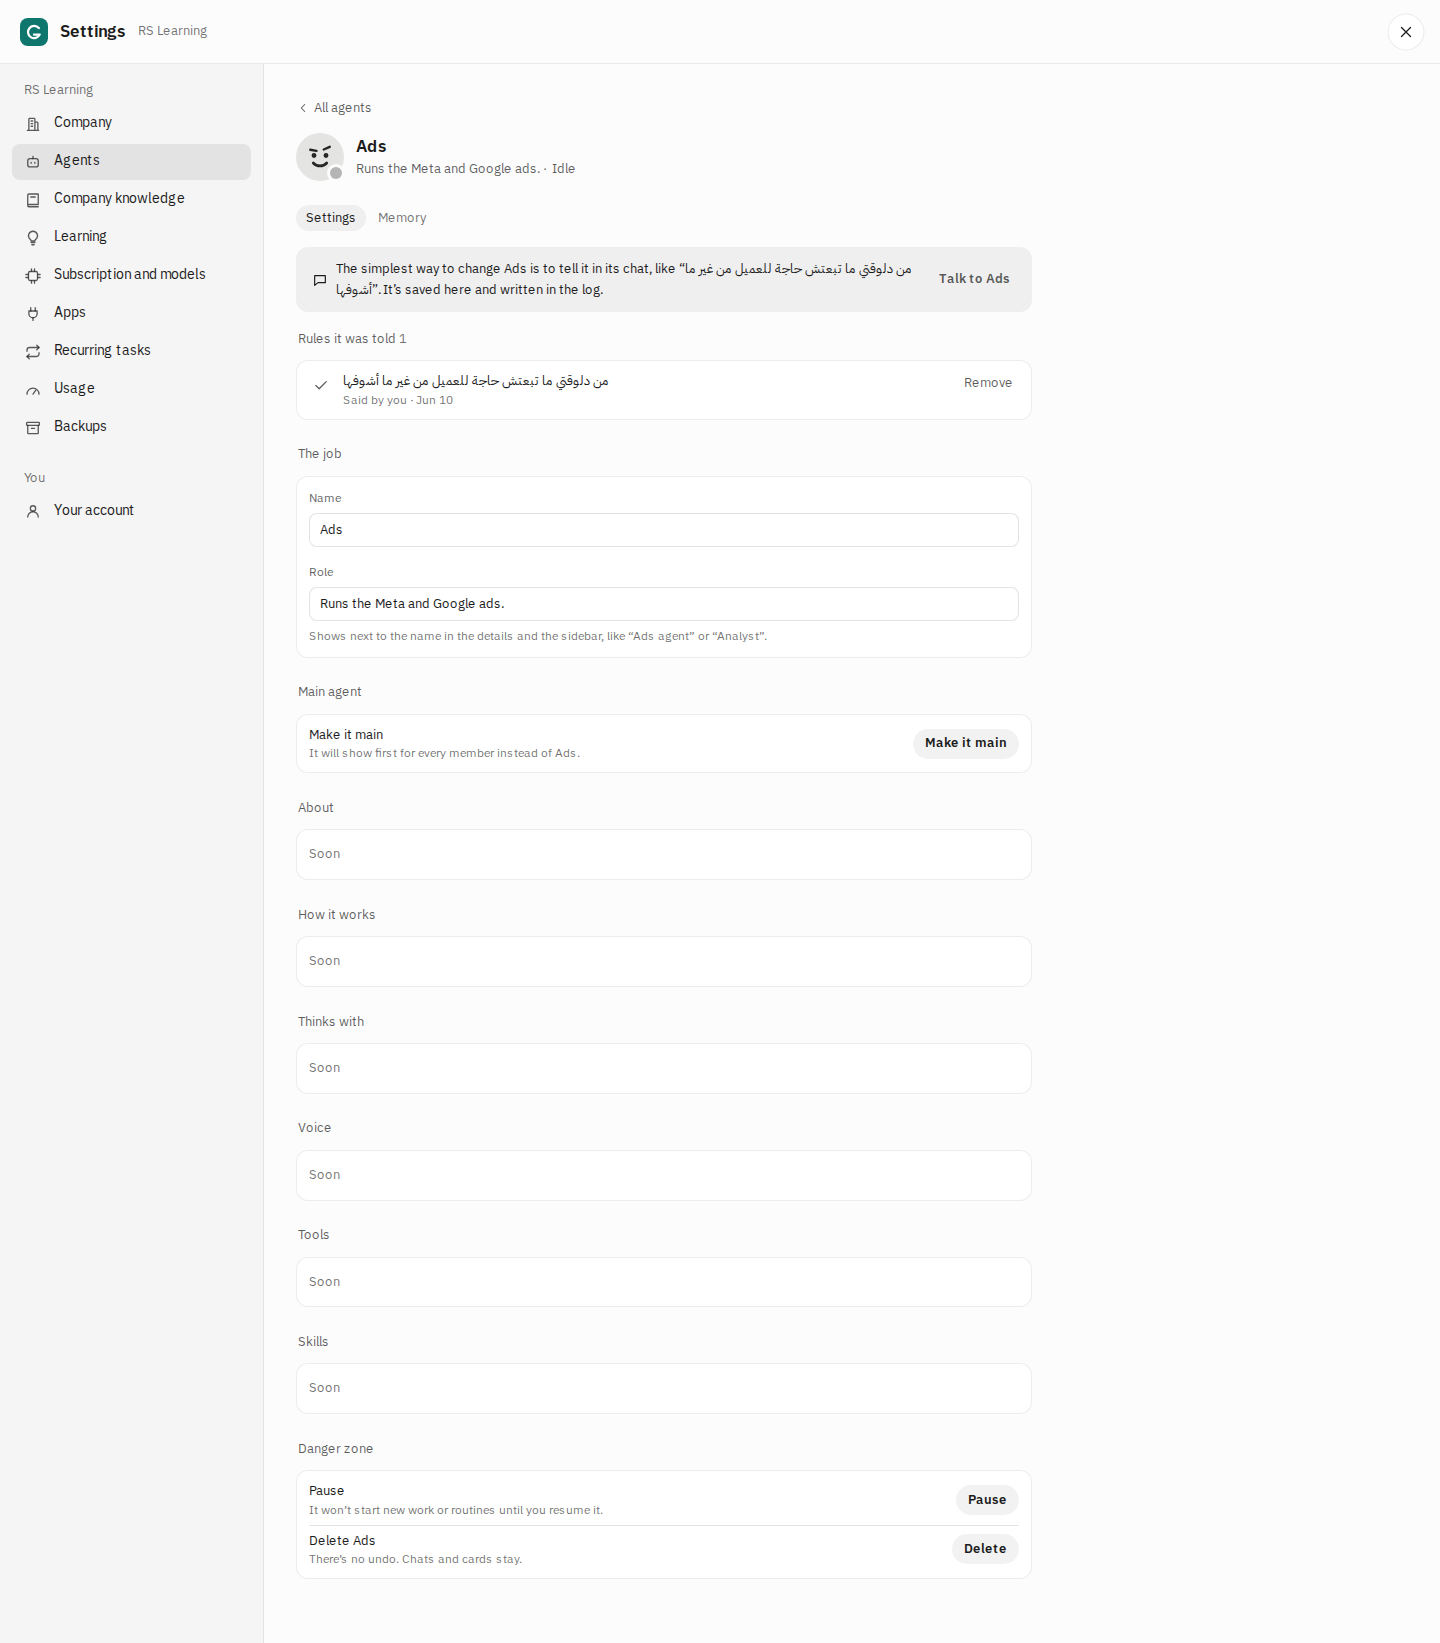 Settings RS Learning
RS Learning
Company
Agents
Company knowledge
Learning
Subscription and models
Apps
Recurring tasks
Usage
Backups
You
Your account
All agents
Ads
Runs the Meta and Google ads. · Idle
Settings Memory
The simplest way to change Ads is to tell it in its chat, like “من دلوقتي ما تبعتش حاجة للعميل من غير ما
أشوفها”. It’s saved here and written in the log.
Talk to Ads
Rules it was told 1
من دلوقتي ما تبعتش حاجة للعميل من غير ما أشوفها
Said by you · Jun 10
Remove
The job
Name
Ads
Role
Runs the Meta and Google ads.
Shows next to the name in the details and the sidebar, like “Ads agent” or “Analyst”.
Main agent
Make it main
It will show first for every member instead of Ads.
Make it main
About
Soon
How it works
Soon
Thinks with
Soon
Voice
Soon
Tools
Soon
Skills
Soon
Danger zone
Pause
It won’t start new work or routines until you resume it.
Pause
Delete Ads
There’s no undo. Chats and cards stay.
Delete